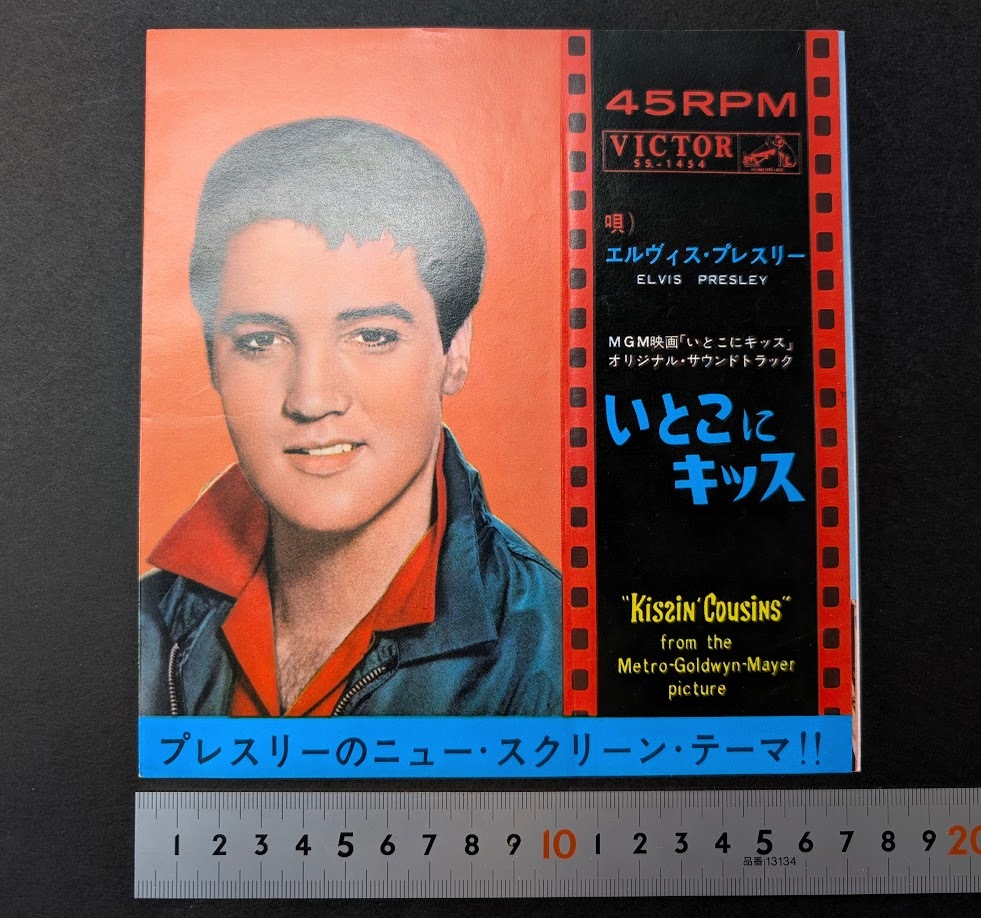 45RPM
VICTOR
SS-1454
唄)
エルヴィス・プレスリー
ELVIS PRESLEY
MGM映画「いとこにキッス」
オリジナル・サウンドトラック
いとこに
キッス
"Kissin' Cousins"
from the
Metro-Goldwyn-Mayer
picture
プレスリーのニュー・スクリーン・テーマ!!
1 2 3 4 5 6 7 8 9 10 1 2 3 4 5 6 7 8 9 20
品番 13134